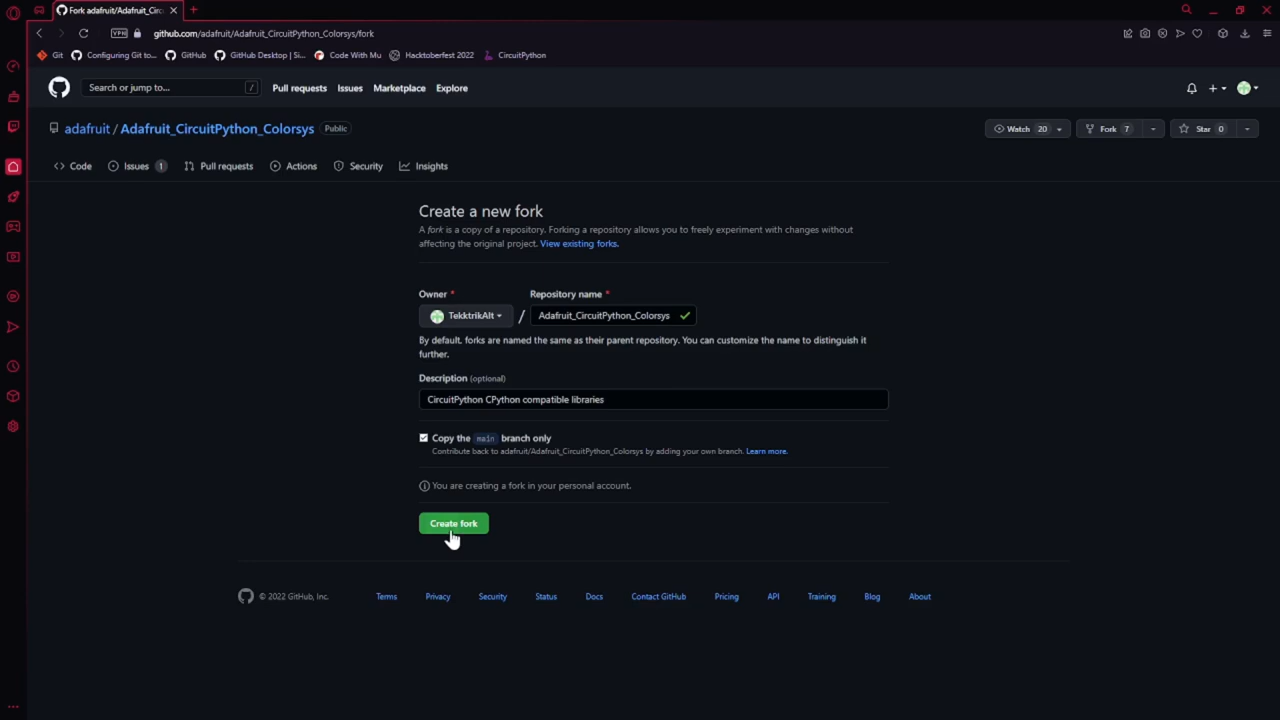 Fork adafruit/Adafruit_Circ
VPN github.com/adafruit/Adafruit_CircuitPython_Colorsys/fork
Git Configuring Git to... GitHub GitHub Desktop | Si... Code With Mu Hacktoberfest 2022 CircuitPython
Search or jump to... / Pull requests Issues Marketplace Explore
adafruit / Adafruit_CircuitPython_Colorsys Public Watch 20 Fork 7 Star 0
Code Issues 1 Pull requests Actions Security Insights
Create a new fork
A fork is a copy of a repository. Forking a repository allows you to freely experiment with changes without
affecting the original project. View existing forks.
Owner * Repository name *
TekktrikAlt / Adafruit_CircuitPython_Colorsys
By default, forks are named the same as their parent repository. You can customize the name to distinguish it
further.
Description (optional)
CircuitPython CPython compatible libraries
Copy the main branch only
Contribute back to adafruit/Adafruit_CircuitPython_Colorsys by adding your own branch. Learn more.
You are creating a fork in your personal account.
Create fork
© 2022 GitHub, Inc. Terms Privacy Security Status Docs Contact GitHub Pricing API Training Blog About